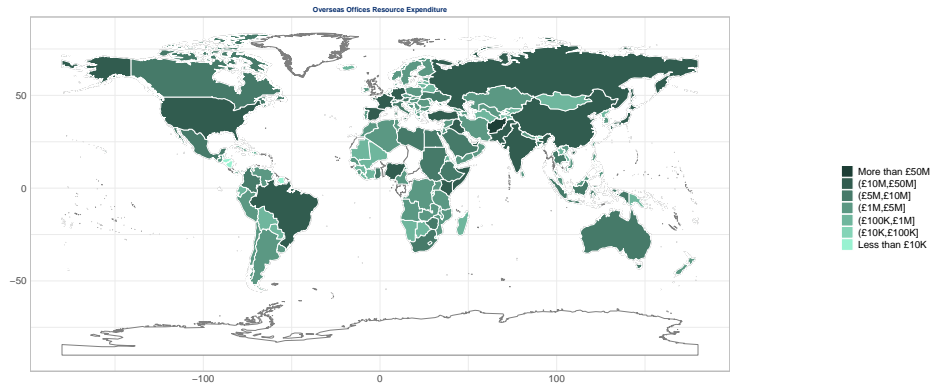 Overseas Offices Resource Expenditure
50
0
−50
−100
0
100
More than £50M
(£10M,£50M]
(£5M,£10M]
(£1M,£5M]
(£100K,£1M]
(£10K,£100K]
Less than £10K